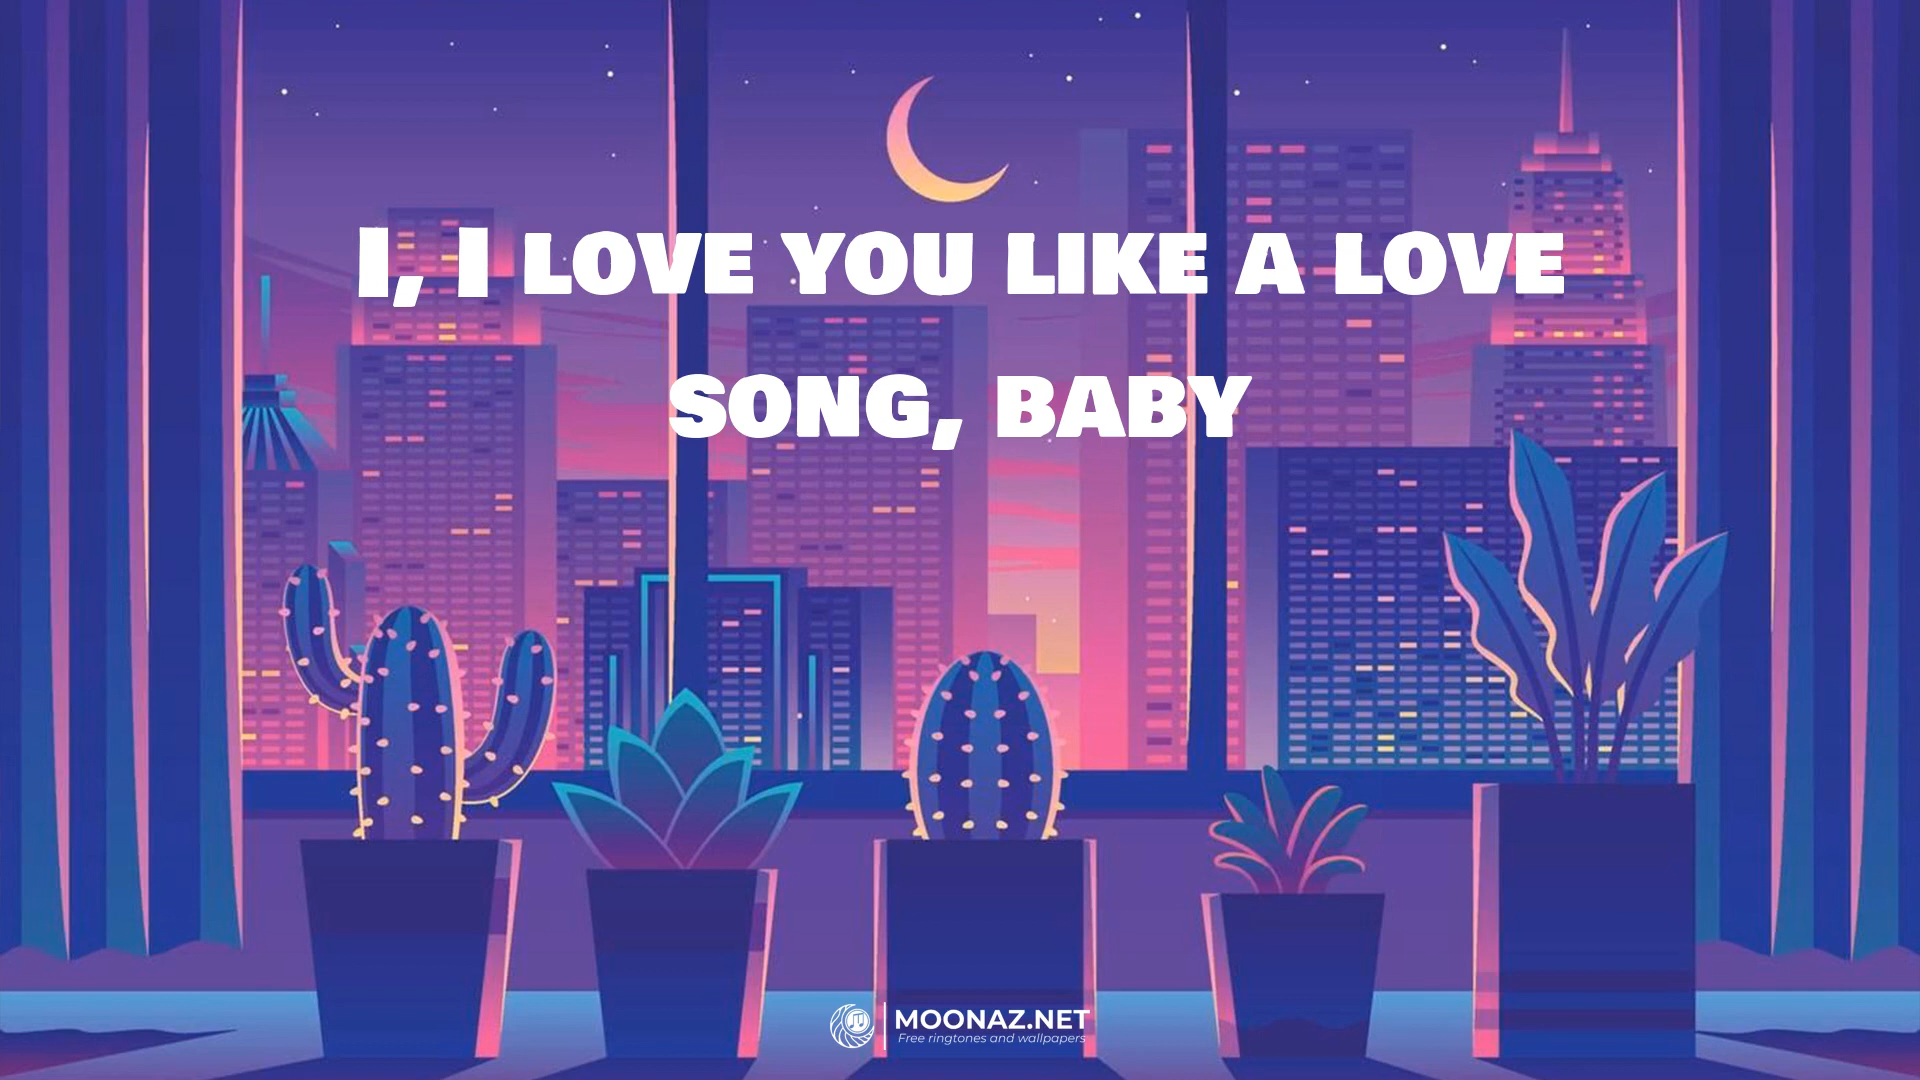 I, I LOVE YOU LIKE A LOVE
SONG, BABY
MOONAZ.NET
Free ringtones and wallpapers